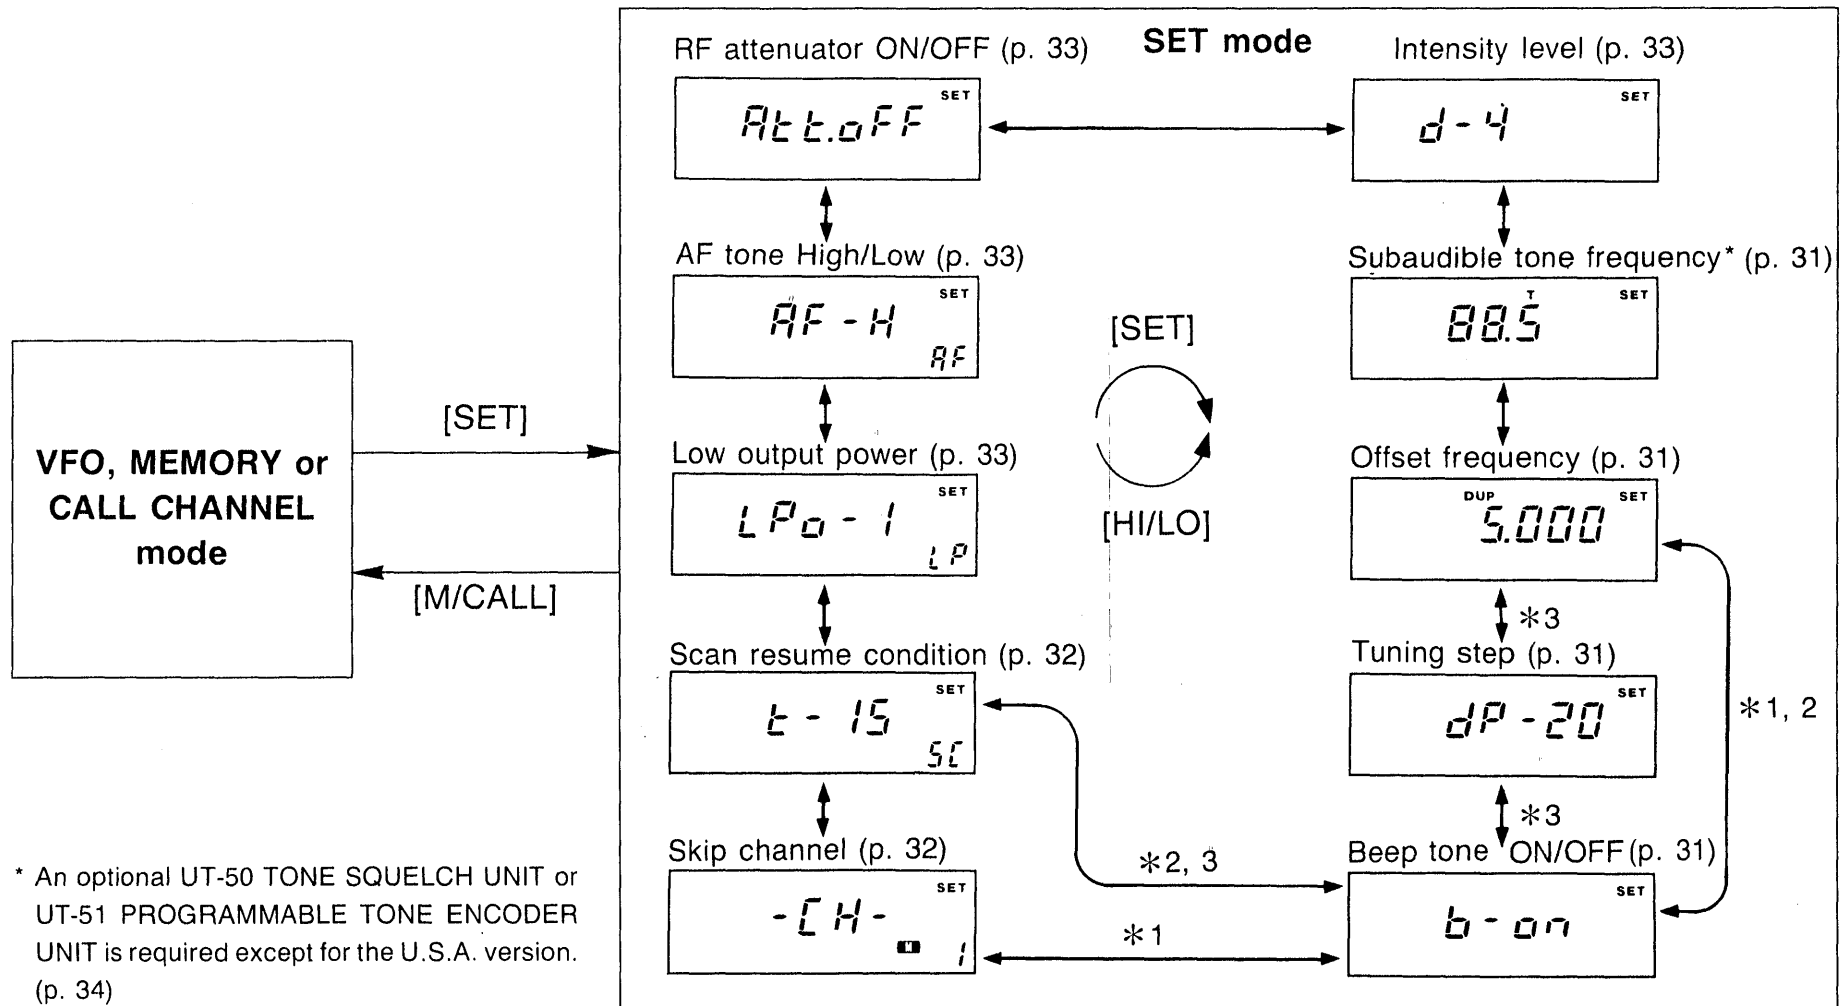 SET mode
VFO, MEMORY or
CALL CHANNEL
mode
[SET]
[M/CALL]
RF attenuator ON/OFF (p. 33)
SET
Att.oFF
AF tone High/Low (p. 33)
SET
AF-H
AF
Low output power (p. 33)
SET
LPo-1
LP
Scan resume condition (p. 32)
SET
t-15
SC
Skip channel (p. 32)
SET
-CH-
M 1
[SET]
[HI/LO]
Intensity level (p. 33)
SET
d-4
Subaudible tone frequency* (p. 31)
T SET
88.5
Offset frequency (p. 31)
DUP SET
5.000
*3
Tuning step (p. 31)
SET
dP-20
*1, 2
*3
Beep tone ON/OFF (p. 31)
SET
b-on
*2, 3
*1
* An optional UT-50 TONE SQUELCH UNIT or
UT-51 PROGRAMMABLE TONE ENCODER
UNIT is required except for the U.S.A. version.
(p. 34)